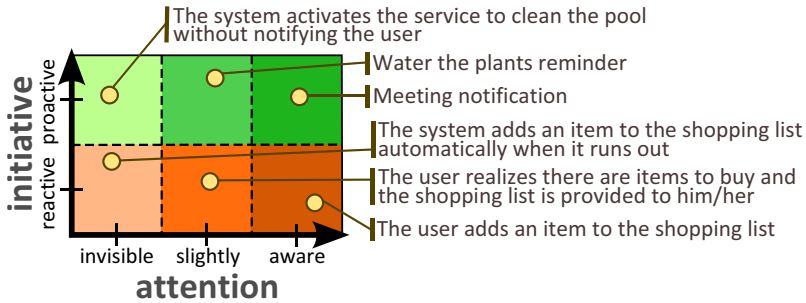 The system activates the service to clean the pool
without notifying the user
Water the plants reminder
Meeting notification
The system adds an item to the shopping list
automatically when it runs out
The user realizes there are items to buy and
the shopping list is provided to him/her
The user adds an item to the shopping list
initiative
proactive
reactive
invisible
slightly
aware
attention